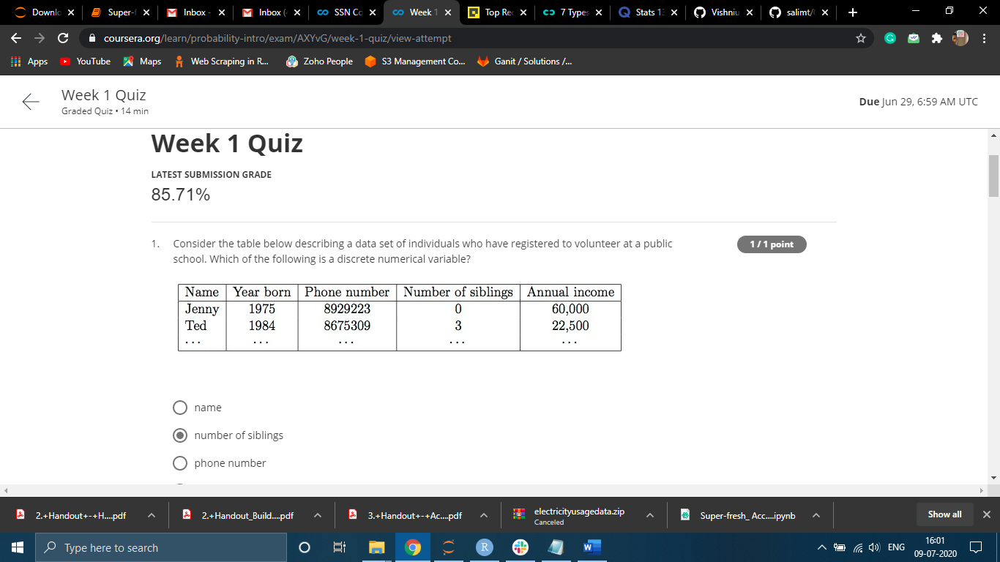 Downlo
Super-f
Inbox -
Inbox (
SSN Co
Week 1
Top Re
7 Types
Stats 13
Vishniu
salimt/
coursera.org/learn/probability-intro/exam/AXYvG/week-1-quiz/view-attempt
Apps
YouTube
Maps
Web Scraping in R...
Zoho People
S3 Management Co...
Ganit / Solutions /...
Week 1 Quiz
Graded Quiz • 14 min
Due Jun 29, 6:59 AM UTC
Week 1 Quiz
LATEST SUBMISSION GRADE
85.71%
1. Consider the table below describing a data set of individuals who have registered to volunteer at a public
school. Which of the following is a discrete numerical variable?
1 / 1 point
Name Year born Phone number Number of siblings Annual income
Jenny 1975 8929223 0 60,000
Ted 1984 8675309 3 22,500
... ... ... ... ...
name
number of siblings
phone number
2.+Handout+-+H....pdf
2.+Handout_Build....pdf
3.+Handout+-+Ac....pdf
electricityusagedata.zip
Canceled
Super-fresh_ Acc....ipynb
Show all
Type here to search
R
W
ENG
16:01
09-07-2020